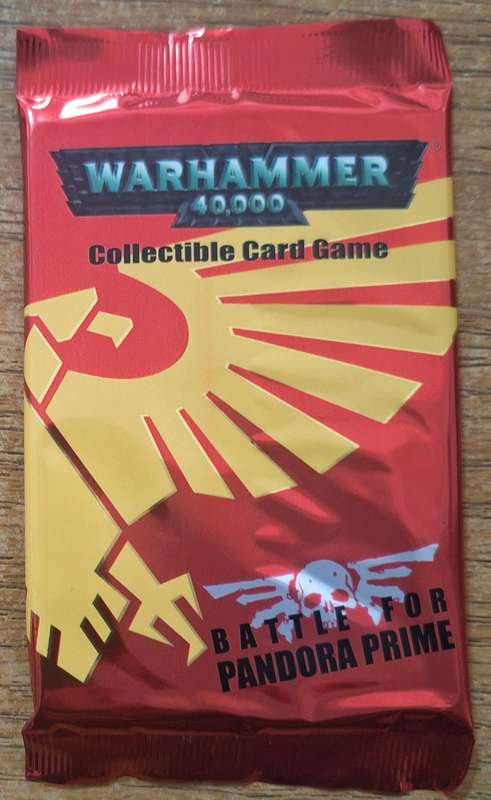 WARHAMMER
40,000
Collectible Card Game
BATTLE FOR
PANDORA PRIME